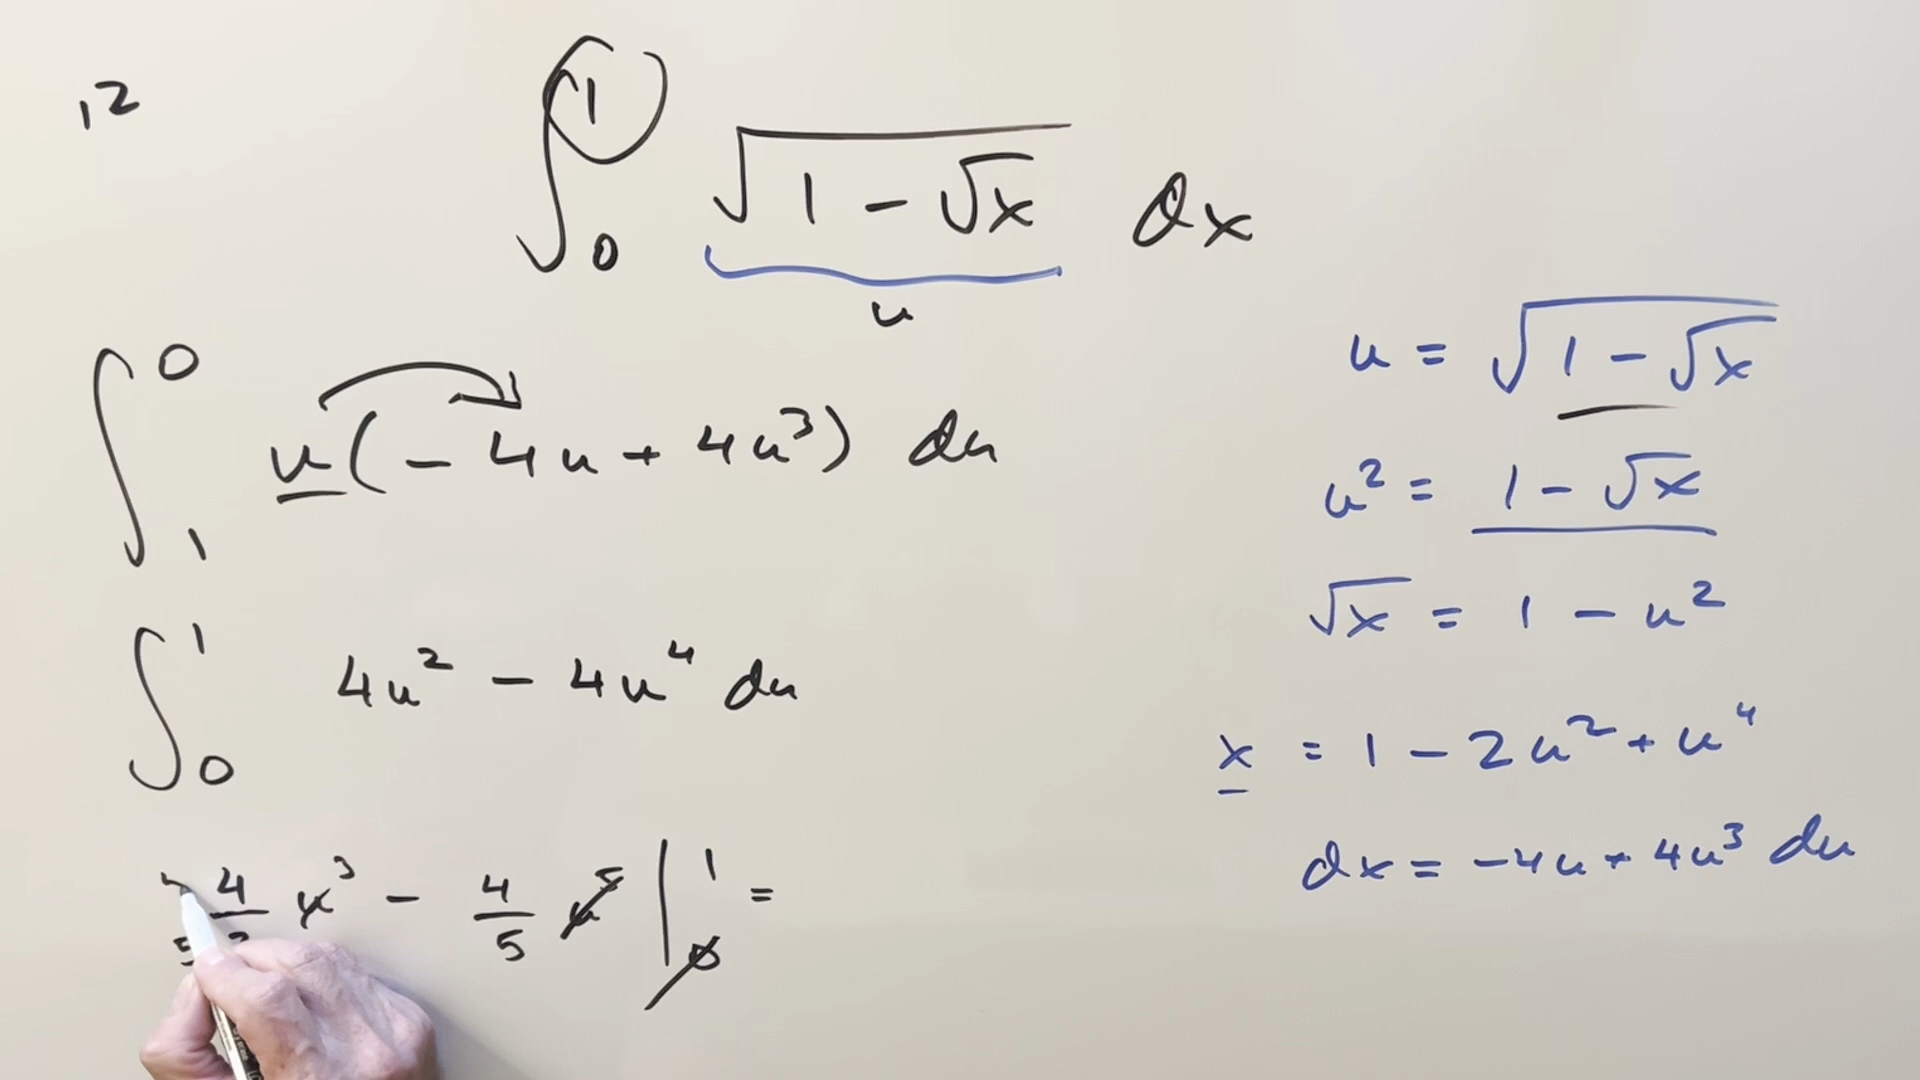 12
∫₀¹ √(1 - √x) dx
u
∫₁⁰ u(- 4u + 4u³) du
∫₀¹ 4u² - 4u⁴ du
4/3 u³ - 4/5 u⁵ |₀¹ =
u = √(1 - √x)
u² = 1 - √x
√x = 1 - u²
x = 1 - 2u² + u⁴
dx = -4u + 4u³ du